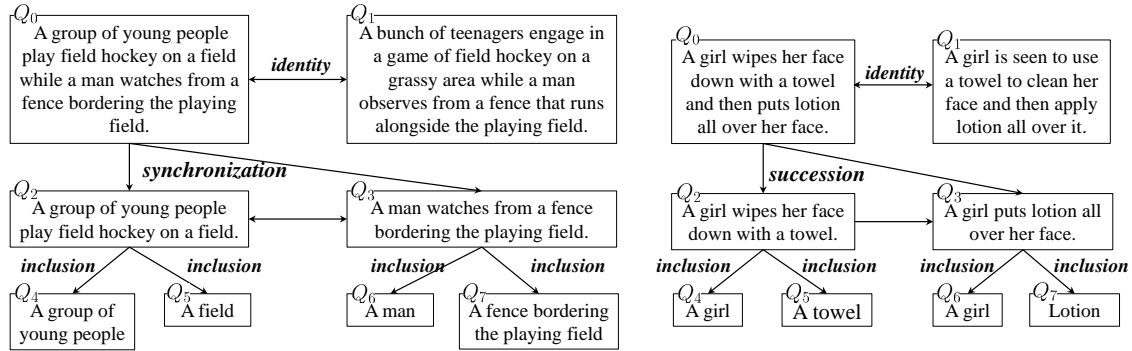 Q0
A group of young people
play field hockey on a field
while a man watches from a
fence bordering the playing
field.
identity
Q1
A bunch of teenagers engage in
a game of field hockey on a
grassy area while a man
observes from a fence that runs
alongside the playing field.
synchronization
Q2
A group of young people
play field hockey on a field.
Q3
A man watches from a fence
bordering the playing field.
inclusion
inclusion
inclusion
inclusion
Q4
A group of
young people
Q5
A field
Q6
A man
Q7
A fence bordering
the playing field
Q0
A girl wipes her face
down with a towel
and then puts lotion
all over her face.
identity
Q1
A girl is seen to use
a towel to clean her
face and then apply
lotion all over it.
succession
Q2
A girl wipes her face
down with a towel.
Q3
A girl puts lotion all
over her face.
inclusion
inclusion
inclusion
inclusion
Q4
A girl
Q5
A towel
Q6
A girl
Q7
Lotion